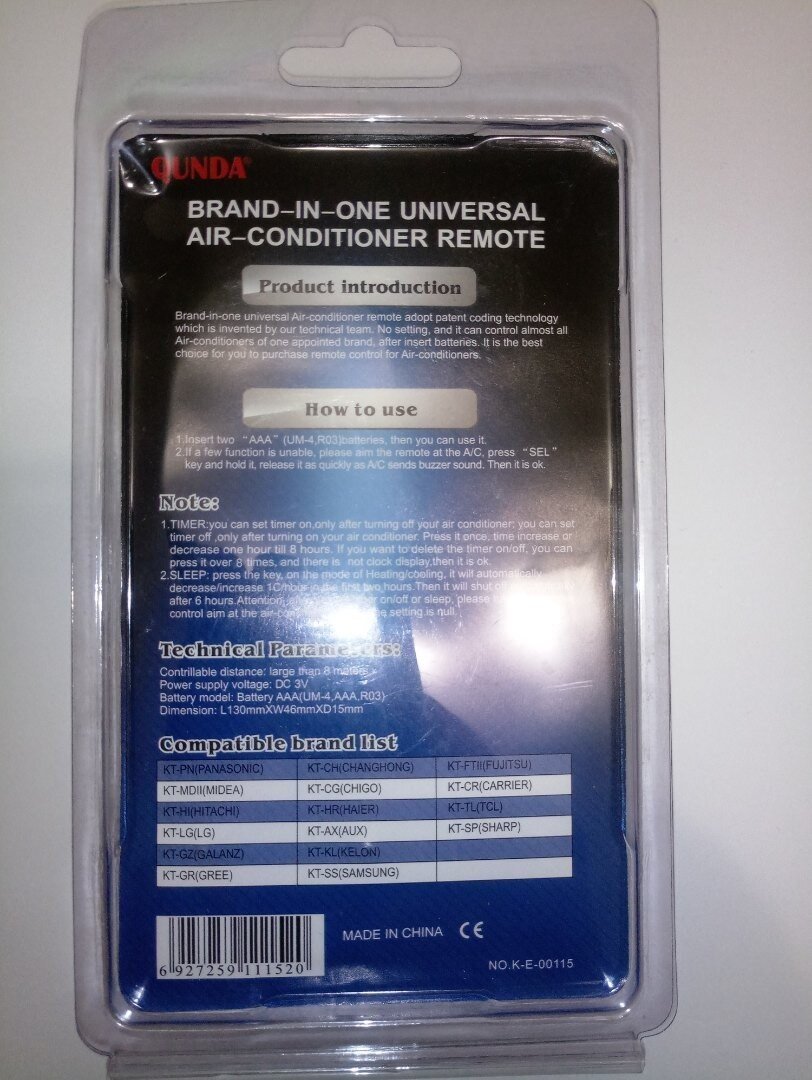 QUNDA®
BRAND–IN–ONE UNIVERSAL
AIR–CONDITIONER REMOTE
Product introduction
Brand-in-one universal Air-conditioner remote adopt patent coding technology
which is invented by our technical team. No setting, and it can control almost all
Air-conditioners of one appointed brand, after insert batteries. It is the best
choice for you to purchase remote control for Air-conditioners.
How to use
1.Insert two “AAA” (UM-4,R03)batteries, then you can use it.
2.If a few function is unable, please aim the remote at the A/C, press “SEL”
key and hold it, release it as quickly as A/C sends buzzer sound. Then it is ok.
Note:
1.TIMER:you can set timer on,only after turning off your air conditioner; you can set
timer off ,only after turning on your air conditioner. Press it once, time increase or
decrease one hour till 8 hours. If you want to delete the timer on/off, you can
press it over 8 times, and there is not clock display,then it is ok.
2.SLEEP: press the key, on the mode of Heating/cooling, it will automatically
decrease/increase 1C/hour in the first two hours.Then it will shut off
after 6 hours.Attention, on/off or sleep, please
control aim at the air-con setting is null.
Technical Parameters:
Controllable distance: large than 8 meters
Power supply voltage: DC 3V
Battery model: Battery AAA(UM-4,AAA,R03)
Dimension: L130mmXW46mmXD15mm
Compatible brand list
KT-PN(PANASONIC) KT-CH(CHANGHONG) KT-FTII(FUJITSU)
KT-MDII(MIDEA) KT-CG(CHIGO) KT-CR(CARRIER)
KT-HI(HITACHI) KT-HR(HAIER) KT-TL(TCL)
KT-LG(LG) KT-AX(AUX) KT-SP(SHARP)
KT-GZ(GALANZ) KT-KL(KELON)
KT-GR(GREE) KT-SS(SAMSUNG)
MADE IN CHINA CE
6 927259 111520
NO.K-E-00115